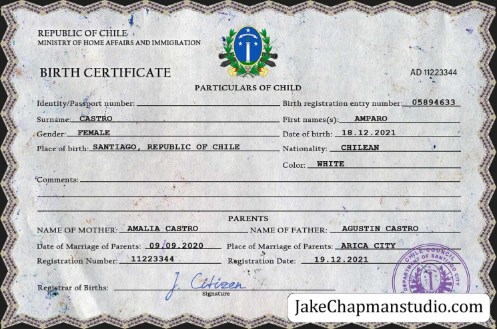 REPUBLIC OF CHILE
MINISTRY OF HOME AFFAIRS AND IMMIGRATION
BIRTH CERTIFICATE
AD 11223344
PARTICULARS OF CHILD
Identity/Passport number: Birth registration entry number: 05894633
Surname: CASTRO First names(s): AMPARO
Gender: FEMALE Date of birth: 18.12.2021
Place of birth: SANTIAGO, REPUBLIC OF CHILE Nationality: CHILEAN
Color: WHITE
Comments:
PARENTS
NAME OF MOTHER: AMALIA CASTRO NAME OF FATHER: AGUSTIN CASTRO
Date of Marriage of Parents: 09.09.2020 Place of Marriage of Parents: ARICA CITY
Registration Number: 11223344 Registration Date: 19.12.2021
Registrar of Births: J. Citizen
signature
JakeChapmanstudio.com